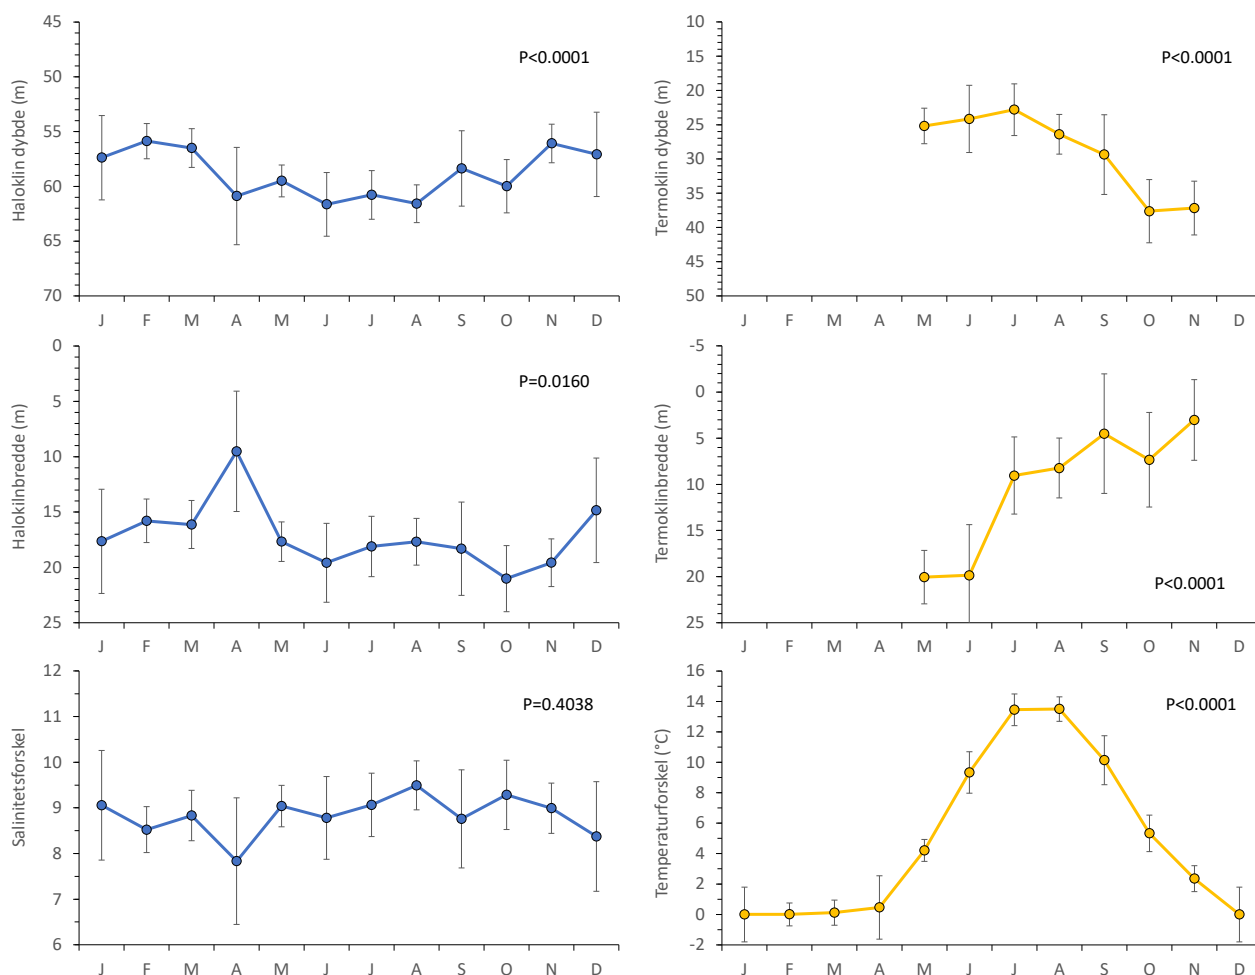 Haloklin dybde (m)
45
50
55
60
65
70
P<0.0001
J F M A M J J A S O N D
Termoklin dybde (m)
10
15
20
25
30
35
40
45
50
P<0.0001
J F M A M J J A S O N D
Haloklilnbredde (m)
0
5
10
15
20
25
P=0.0160
J F M A M J J A S O N D
Termoklinbredde (m)
-5
0
5
10
15
20
25
P<0.0001
J F M A M J J A S O N D
Salinitetsforskel
12
11
10
9
8
7
6
P=0.4038
J F M A M J J A S O N D
Temperaturforskel (°C)
16
14
12
10
8
6
4
2
0
-2
P<0.0001
J F M A M J J A S O N D